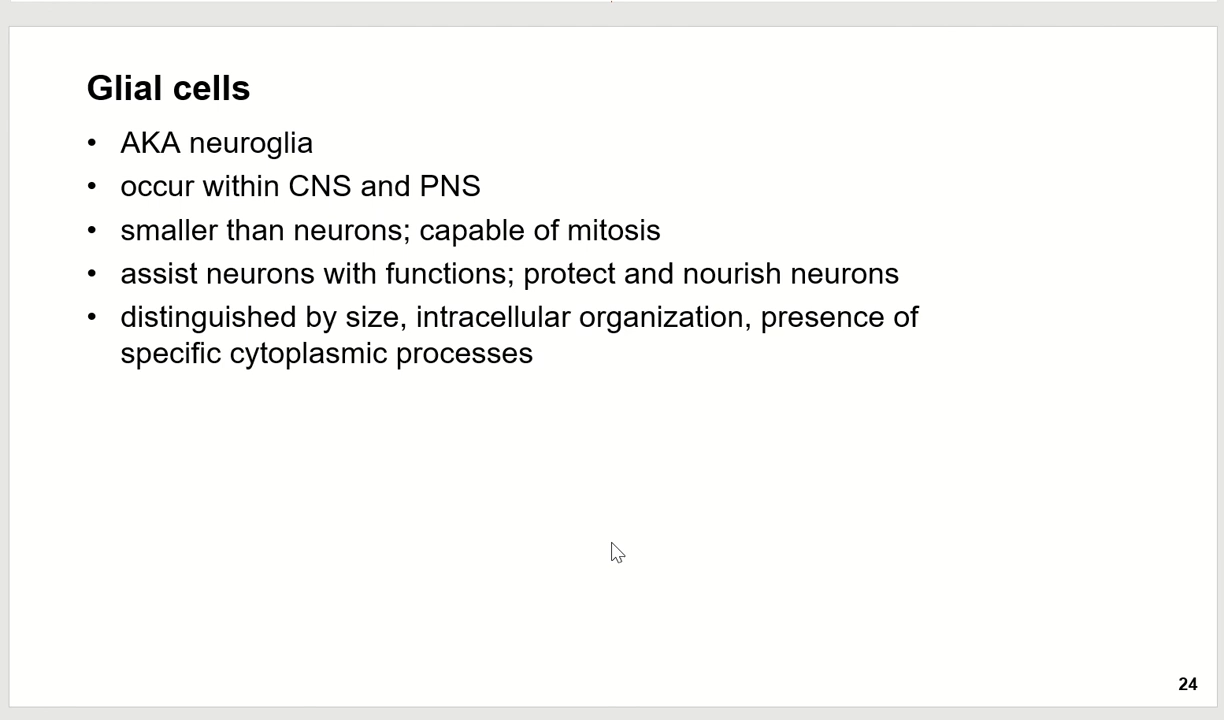 Glial cells
• AKA neuroglia
• occur within CNS and PNS
• smaller than neurons; capable of mitosis
• assist neurons with functions; protect and nourish neurons
• distinguished by size, intracellular organization, presence of
specific cytoplasmic processes
24